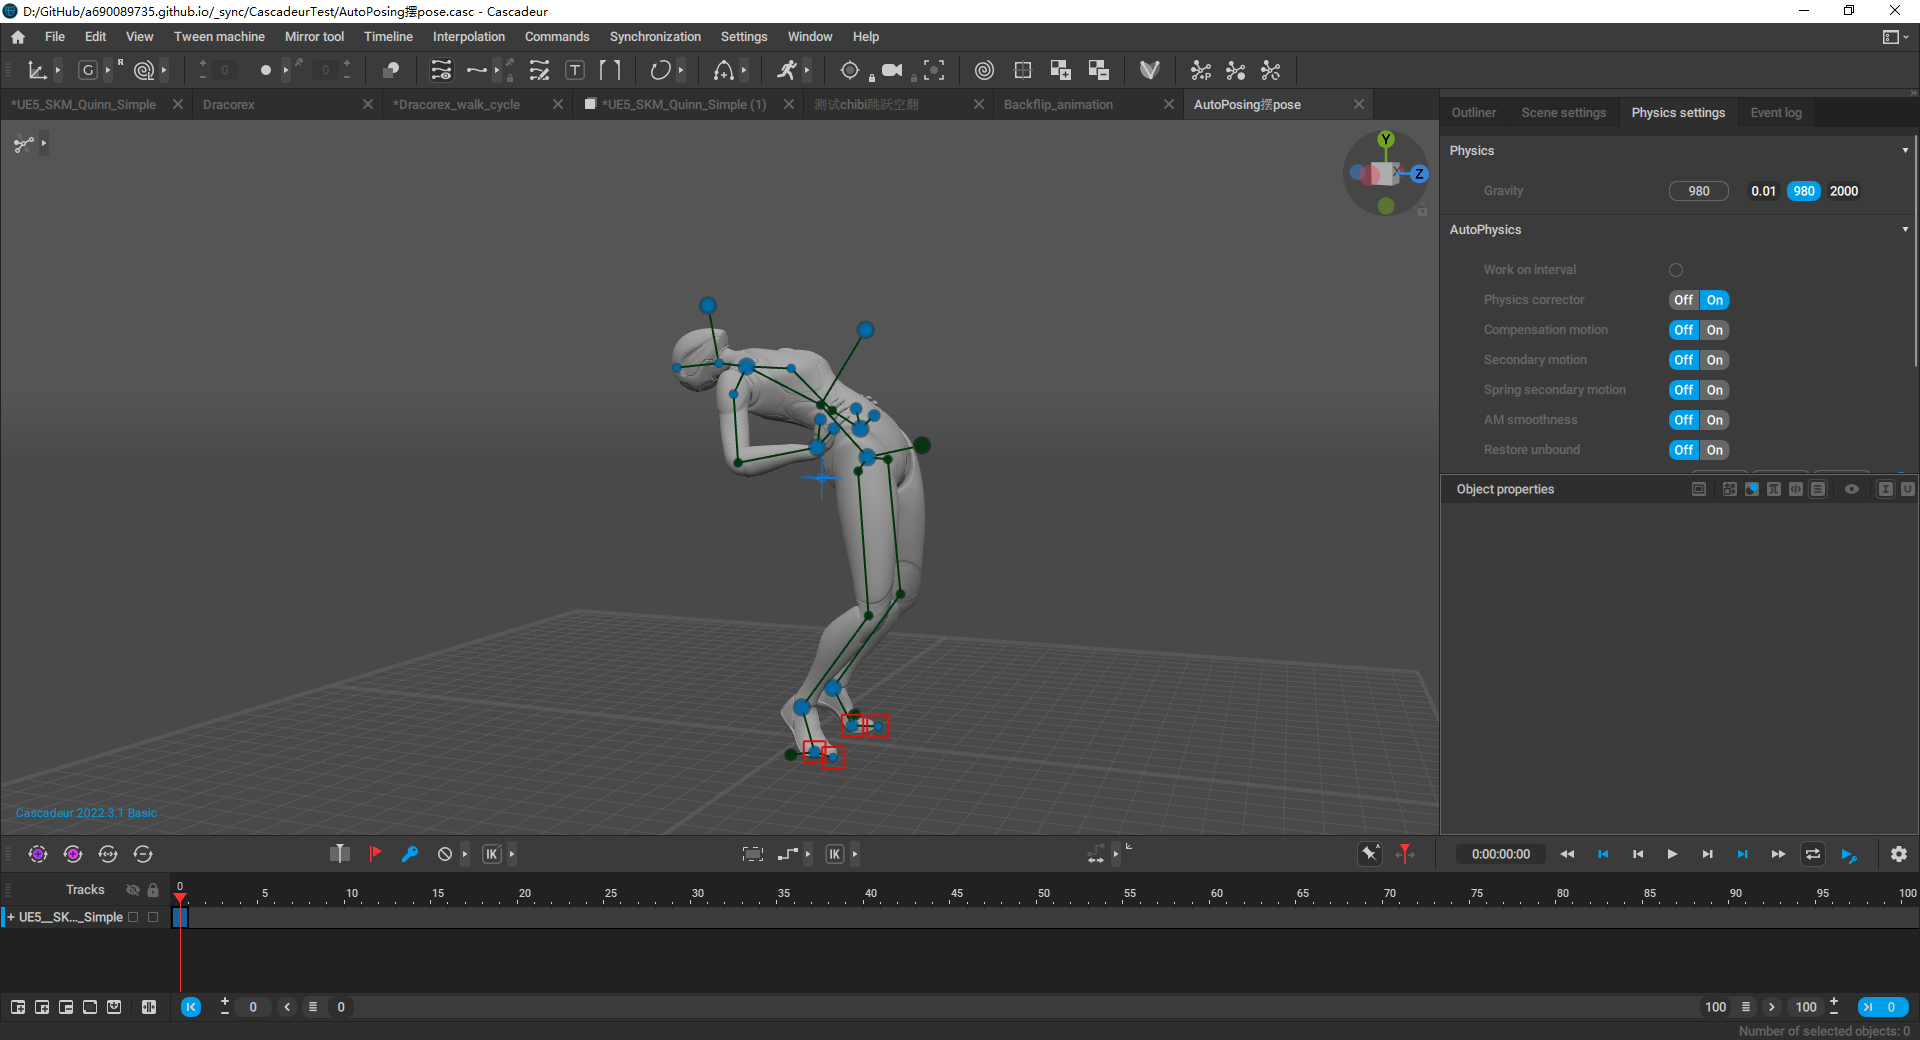 D:/GitHub/a690089735.github.io/_sync/CascadeurTest/AutoPosing摆pose.casc - Cascadeur
File Edit View Tween machine Mirror tool Timeline Interpolation Commands Synchronization Settings Window Help
G R 0 0 T P
*UE5_SKM_Quinn_Simple Dracorex *Dracorex_walk_cycle *UE5_SKM_Quinn_Simple (1) 测试chibi跳跃空翻 Backflip_animation AutoPosing摆pose
Outliner Scene settings Physics settings Event log
Y
Z
Physics
Gravity 980 0.01 980 2000
AutoPhysics
Work on interval
Physics corrector Off On
Compensation motion Off On
Secondary motion Off On
Spring secondary motion Off On
AM smoothness Off On
Restore unbound Off On
Object properties
Cascadeur 2022.3.1 Basic
IK IK A 0:00:00:00
Tracks 0 5 10 15 20 25 30 35 40 45 50 55 60 65 70 75 80 85 90 95 100
+ UE5__SK..._Simple
0 0 100 100 0
Number of selected objects: 0